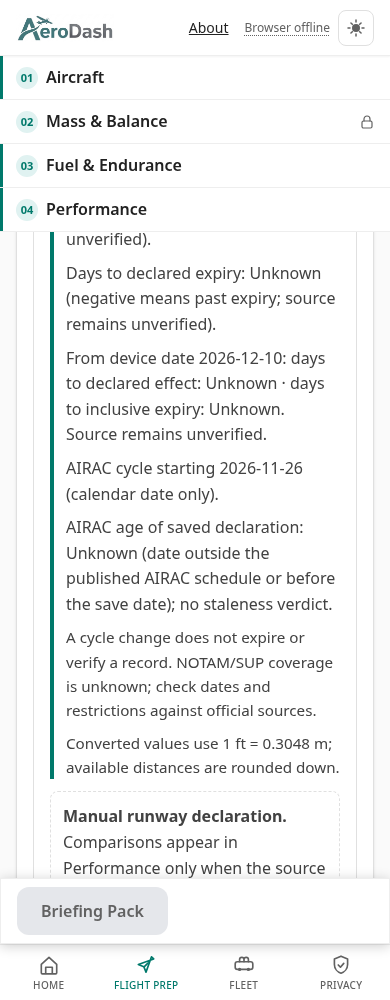 AeroDash
About
Browser offline
01 Aircraft
02 Mass & Balance
03 Fuel & Endurance
04 Performance
unverified).
Days to declared expiry: Unknown
(negative means past expiry; source
remains unverified).
From device date 2026-12-10: days
to declared effect: Unknown · days
to inclusive expiry: Unknown.
Source remains unverified.
AIRAC cycle starting 2026-11-26
(calendar date only).
AIRAC age of saved declaration:
Unknown (date outside the
published AIRAC schedule or before
the save date); no staleness verdict.
A cycle change does not expire or
verify a record. NOTAM/SUP coverage
is unknown; check dates and
restrictions against official sources.
Converted values use 1 ft = 0.3048 m;
available distances are rounded down.
Manual runway declaration.
Comparisons appear in
Performance only when the source
Briefing Pack
HOME
FLIGHT PREP
FLEET
PRIVACY